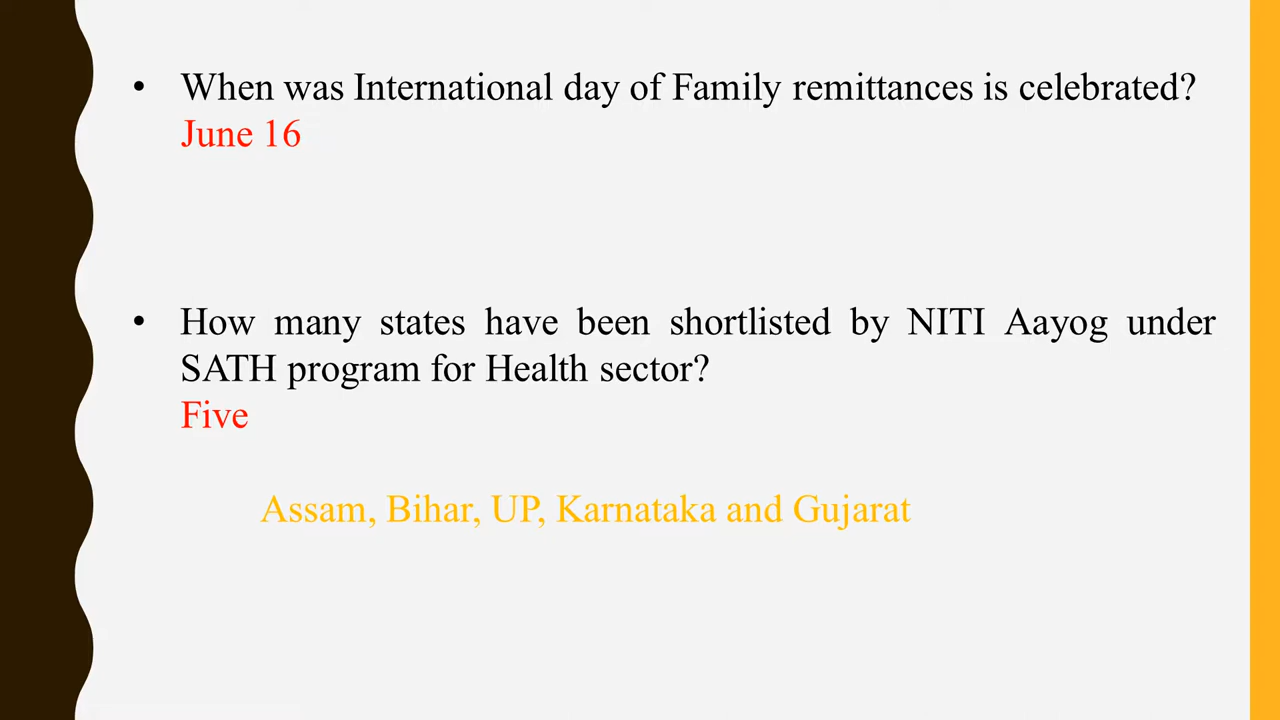 • When was International day of Family remittances is celebrated?
June 16
• How many states have been shortlisted by NITI Aayog under
SATH program for Health sector?
Five
Assam, Bihar, UP, Karnataka and Gujarat